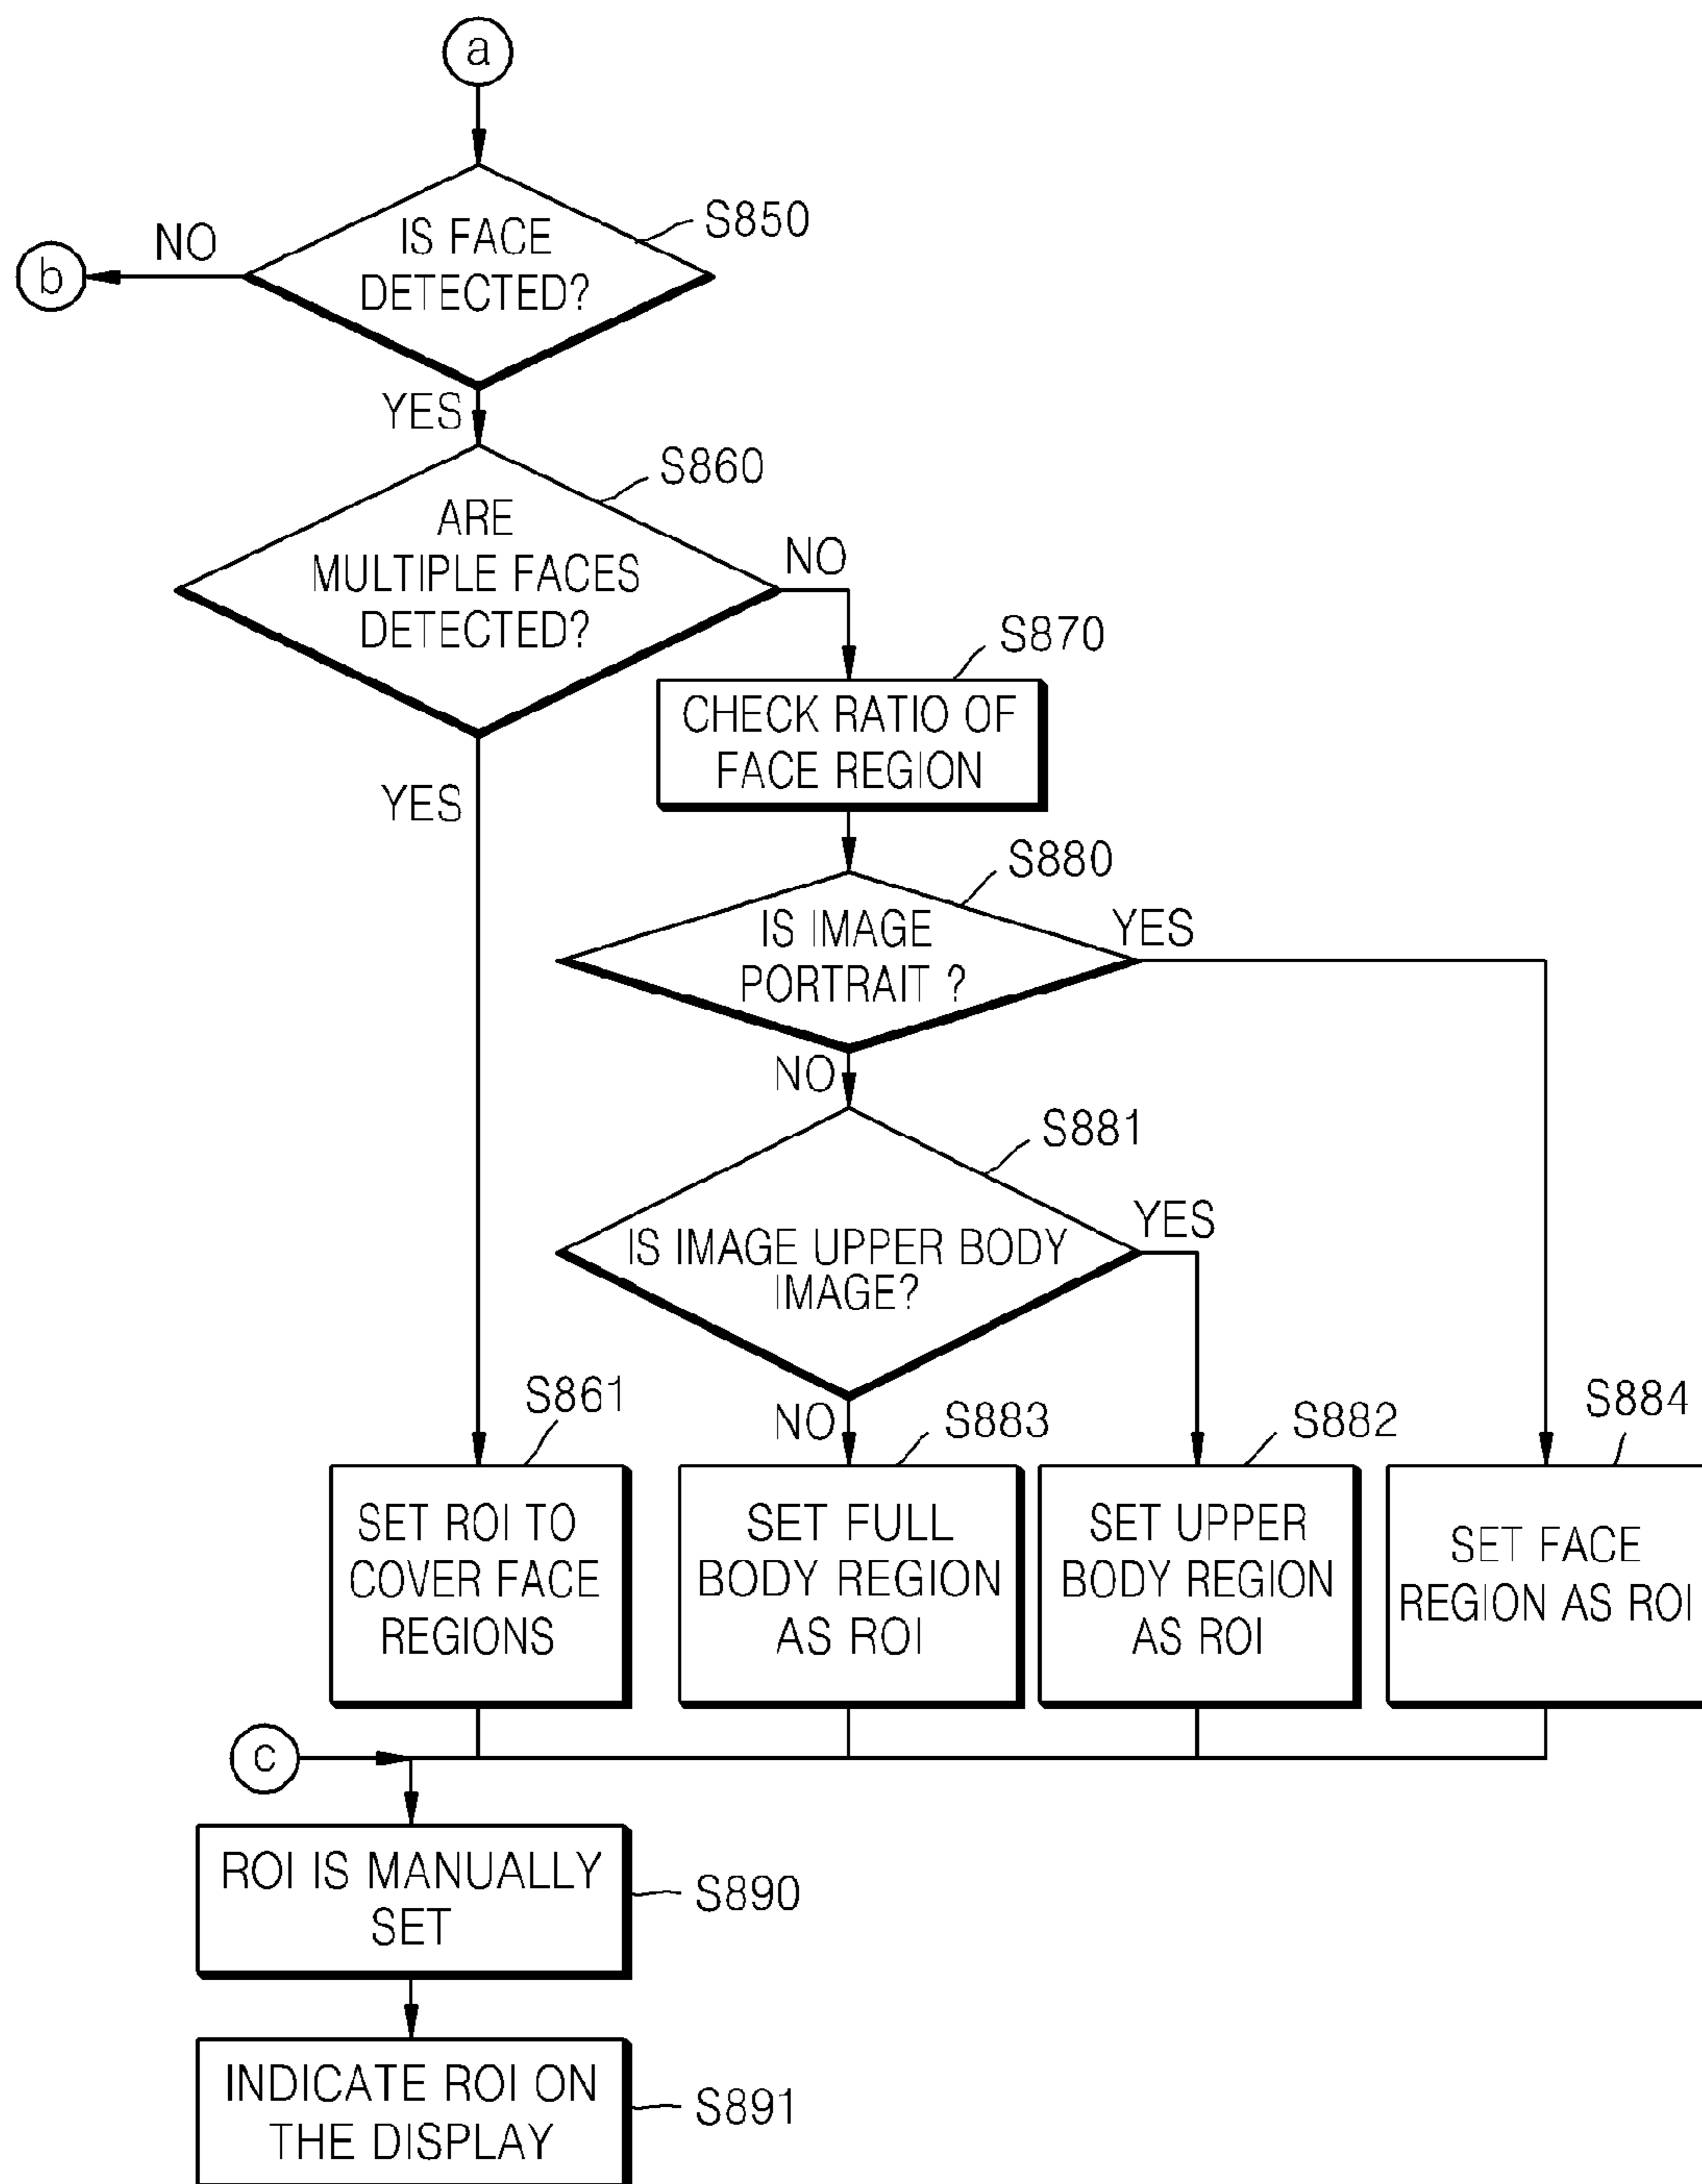 a
IS FACE
DETECTED?
S850
NO
b
YES
S860
ARE
MULTIPLE FACES
DETECTED?
NO
S870
CHECK RATIO OF
FACE REGION
YES
S880
IS IMAGE
PORTRAIT ?
YES
NO
S881
IS IMAGE UPPER BODY
IMAGE?
YES
NO
S861
SET ROI TO
COVER FACE
REGIONS
S883
SET FULL
BODY REGION
AS ROI
S882
SET UPPER
BODY REGION
AS ROI
S884
SET FACE
REGION AS ROI
c
ROI IS MANUALLY
SET
S890
INDICATE ROI ON
THE DISPLAY
S891